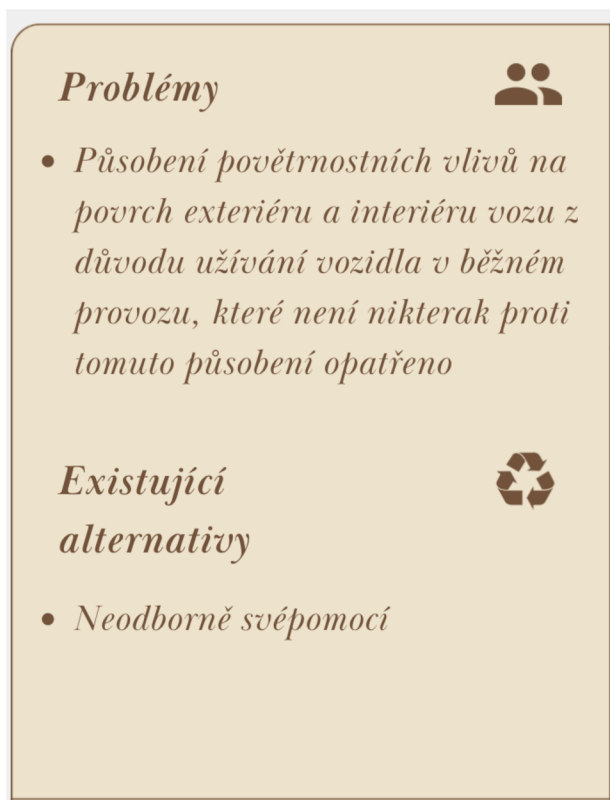 Problémy
• Působení povětrnostních vlivů na
povrch exteriéru a interiéru vozu z
důvodu užívání vozidla v běžném
provozu, které není nikterak proti
tomuto působení opatřeno
Existující
alternativy
• Neodborně svépomocí